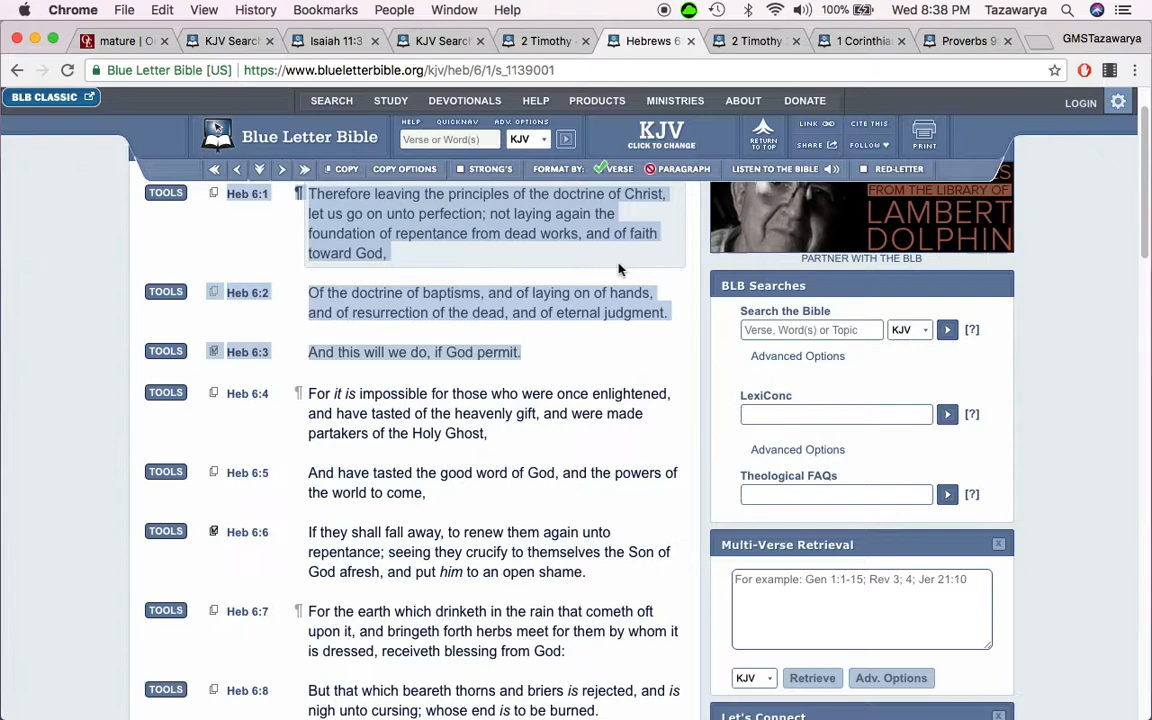 Chrome File Edit View History Bookmarks People Window Help 100% Wed 8:38 PM Tazawarya
mature | O KJV Searc Isaiah 11:3 KJV Searc 2 Timothy Hebrews 6 2 Timothy 1 Corinthia Proverbs 9 GMSTazawarya
Blue Letter Bible [US] https://www.blueletterbible.org/kjv/heb/6/1/s_1139001
BLB CLASSIC SEARCH STUDY DEVOTIONALS HELP PRODUCTS MINISTRIES ABOUT DONATE LOGIN
HELP QUICKNAV ADV. OPTIONS
Blue Letter Bible Verse or Word(s) KJV
KJV
CLICK TO CHANGE
RETURN
TO TOP
LINK CITE THIS
SHARE FOLLOW
PRINT
COPY COPY OPTIONS STRONG'S FORMAT BY: VERSE PARAGRAPH LISTEN TO THE BIBLE RED-LETTER
TOOLS Heb 6:1 ¶ Therefore leaving the principles of the doctrine of Christ,
let us go on unto perfection; not laying again the
foundation of repentance from dead works, and of faith
toward God,
TOOLS Heb 6:2 Of the doctrine of baptisms, and of laying on of hands,
and of resurrection of the dead, and of eternal judgment.
TOOLS Heb 6:3 And this will we do, if God permit.
TOOLS Heb 6:4 ¶ For it is impossible for those who were once enlightened,
and have tasted of the heavenly gift, and were made
partakers of the Holy Ghost,
TOOLS Heb 6:5 And have tasted the good word of God, and the powers of
the world to come,
TOOLS Heb 6:6 If they shall fall away, to renew them again unto
repentance; seeing they crucify to themselves the Son of
God afresh, and put him to an open shame.
TOOLS Heb 6:7 ¶ For the earth which drinketh in the rain that cometh oft
upon it, and bringeth forth herbs meet for them by whom it
is dressed, receiveth blessing from God:
TOOLS Heb 6:8 But that which beareth thorns and briers is rejected, and is
nigh unto cursing; whose end is to be burned.
FROM THE LIBRARY OF
LAMBERT
DOLPHIN
PARTNER WITH THE BLB
BLB Searches
Search the Bible
Verse, Word(s) or Topic KJV [?]
Advanced Options
LexiConc
[?]
Advanced Options
Theological FAQs
[?]
Multi-Verse Retrieval x
For example: Gen 1:1-15; Rev 3; 4; Jer 21:10
KJV Retrieve Adv. Options
Let's Connect x